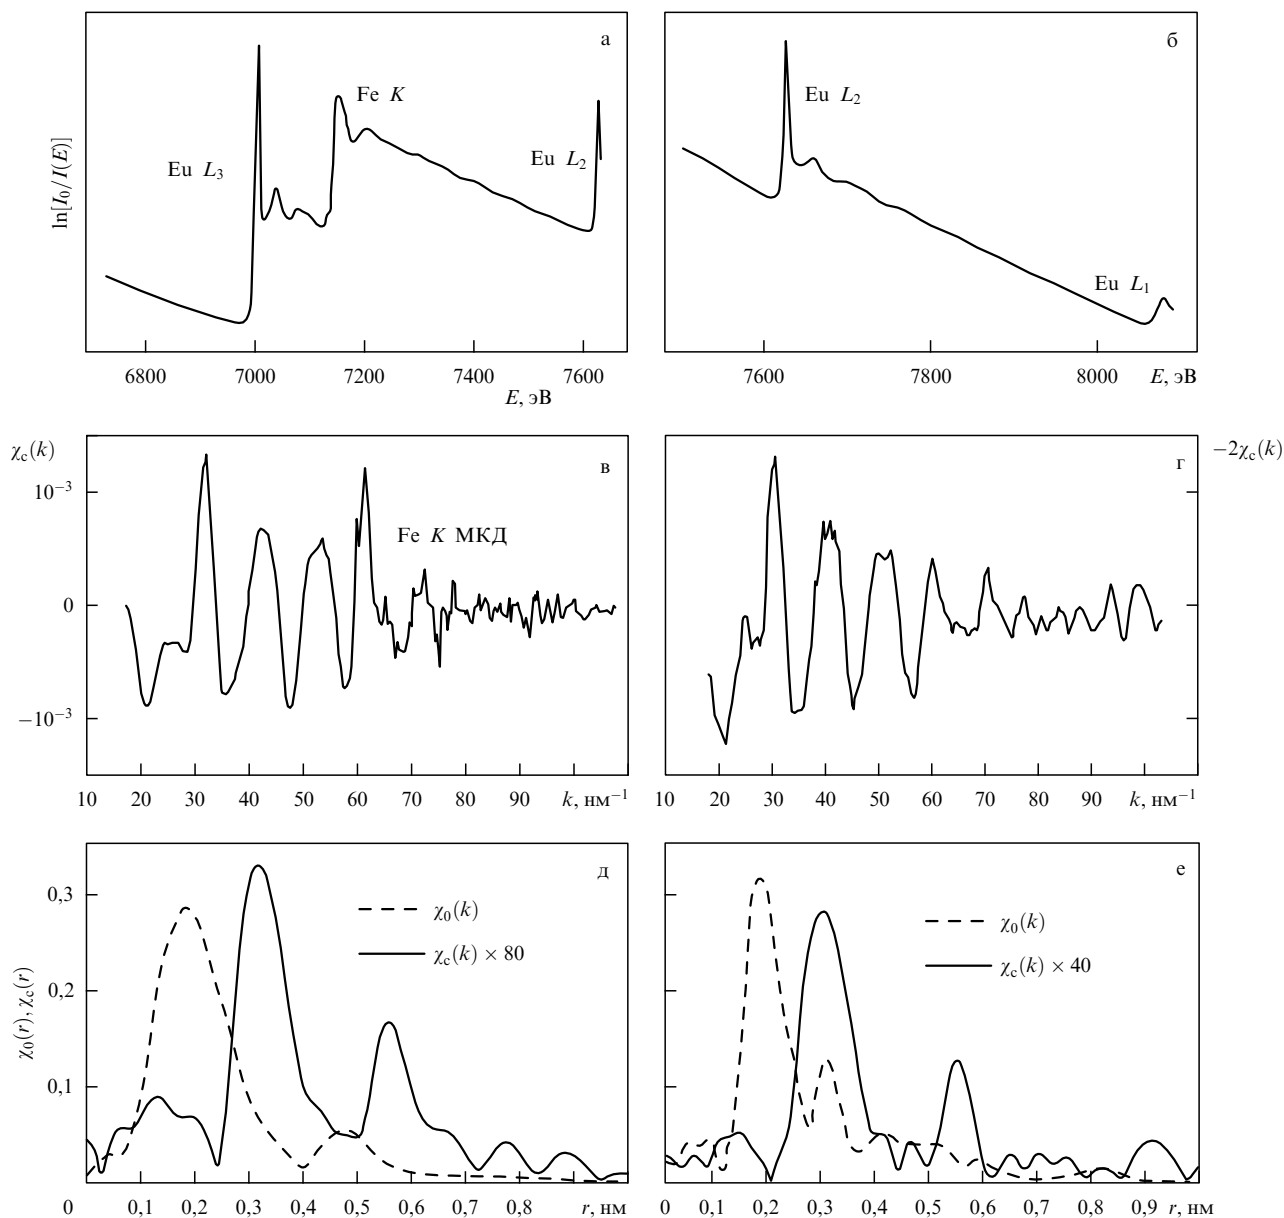 а
Fe K
Eu L₃
Eu L₂
ln[I₀/I(E)]
6800 7000 7200 7400 7600
E, эВ
б
Eu L₂
Eu L₁
7600 7800 8000 E, эВ
χ_c(k)
в
10⁻³
Fe K МКД
0
−10⁻³
10 20 30 40 50 60 70 80 90 k, нм⁻¹
г
−2χ_c(k)
10 20 30 40 50 60 70 80 90 k, нм⁻¹
д
0,3
χ₀(k)
χ_c(k) × 80
0,2
χ₀(r), χ_c(r)
0,1
0 0,1 0,2 0,3 0,4 0,5 0,6 0,7 0,8 r, нм
е
χ₀(k)
χ_c(k) × 40
0 0,1 0,2 0,3 0,4 0,5 0,6 0,7 0,8 r, нм